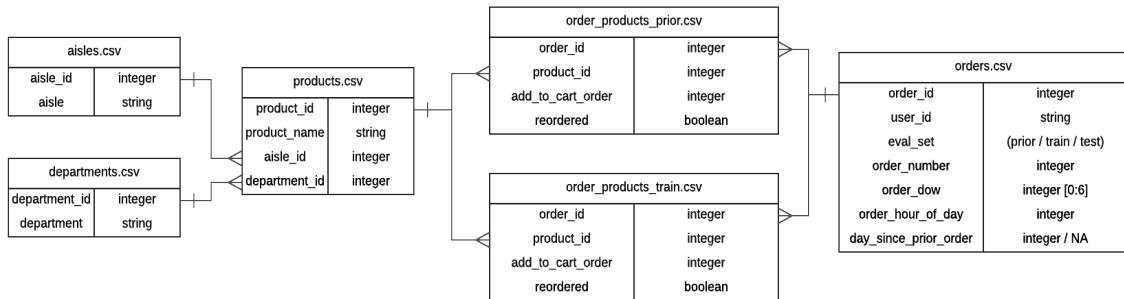 aisles.csv
aisle_id integer
aisle string
departments.csv
department_id integer
department string
products.csv
product_id integer
product_name string
aisle_id integer
department_id integer
order_products_prior.csv
order_id integer
product_id integer
add_to_cart_order integer
reordered boolean
order_products_train.csv
order_id integer
product_id integer
add_to_cart_order integer
reordered boolean
orders.csv
order_id integer
user_id string
eval_set (prior / train / test)
order_number integer
order_dow integer [0:6]
order_hour_of_day integer
day_since_prior_order integer / NA